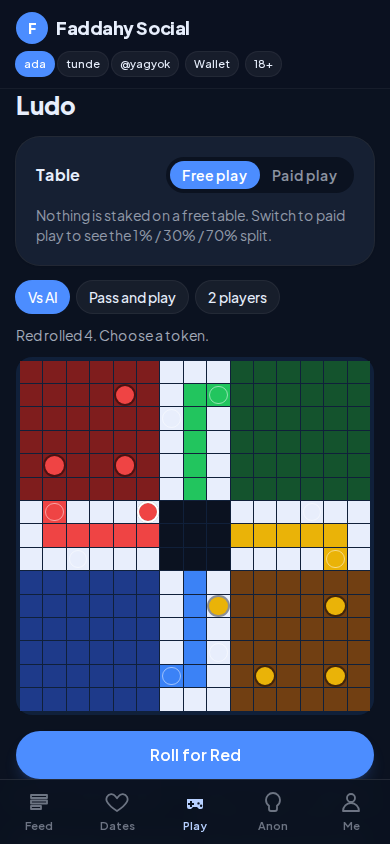 F Faddahy Social
ada tunde @yagyok Wallet 18+
Ludo
Table Free play Paid play
Nothing is staked on a free table. Switch to paid
play to see the 1% / 30% / 70% split.
Vs AI Pass and play 2 players
Red rolled 4. Choose a token.
Roll for Red
Feed Dates Play Anon Me